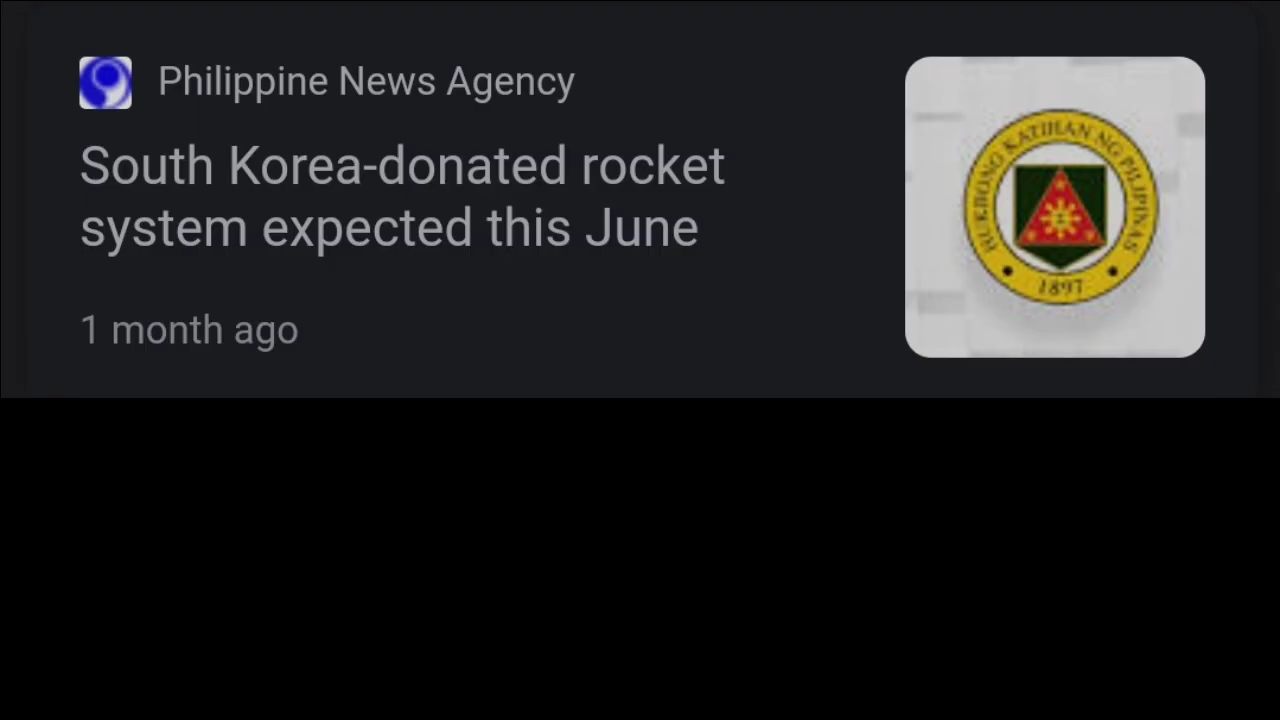 Philippine News Agency
South Korea-donated rocket
system expected this June
1 month ago
HUKBONG KATIHAN NG PILIPINAS
1897